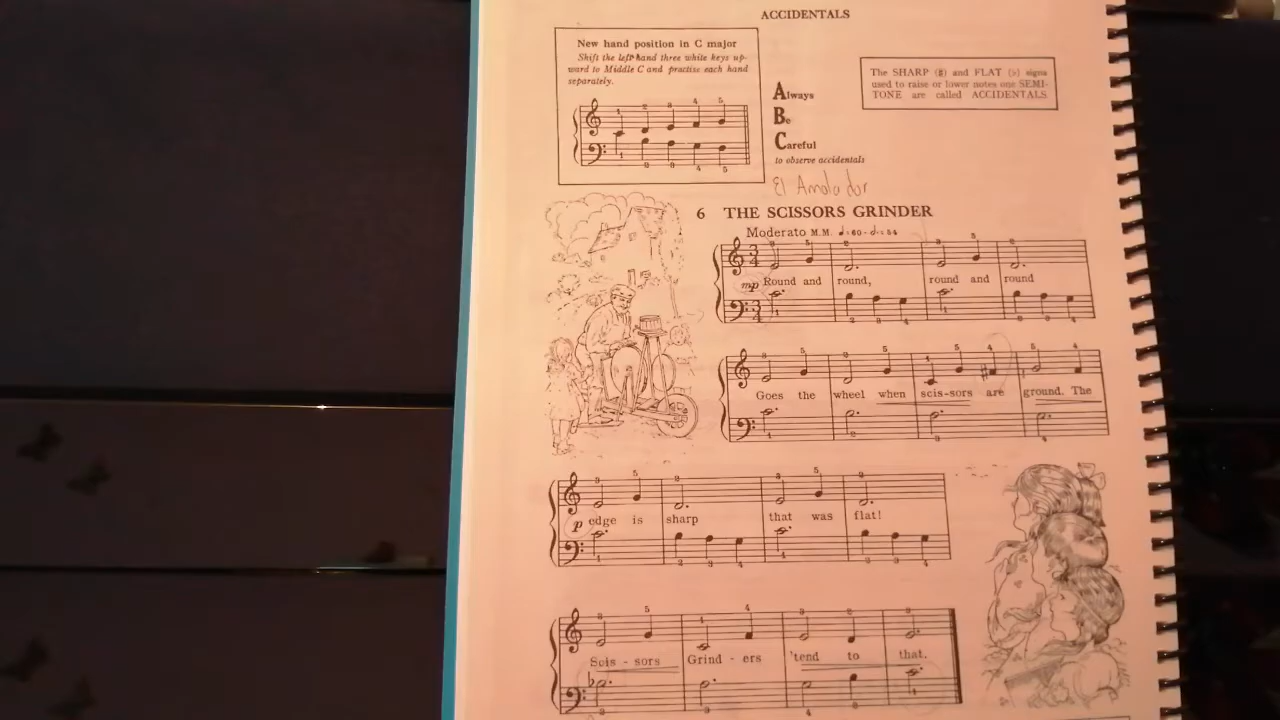 ACCIDENTALS
New hand position in C major
Shift the left hand three white keys up-
ward to Middle C and practise each hand
separately.
The SHARP (♯) and FLAT (♭) signs
used to raise or lower notes one SEMI-
TONE are called ACCIDENTALS.
Always
Be
Careful
to observe accidentals
El Amolador
6 THE SCISSORS GRINDER
Moderato M.M.
mp Round and round, round and round
Goes the wheel when scis-sors are ground. The
p edge is sharp that was flat!
Scis - sors Grind - ers 'tend to that.